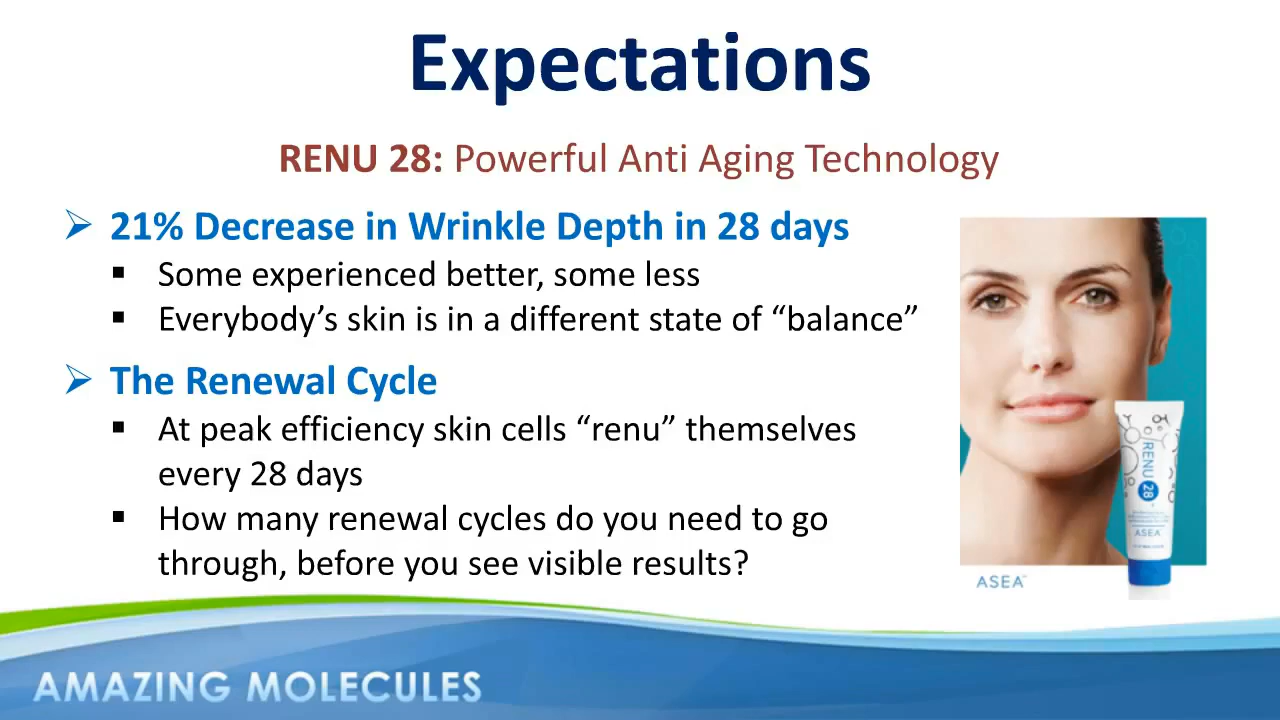 Expectations
RENU 28: Powerful Anti Aging Technology
21% Decrease in Wrinkle Depth in 28 days
Some experienced better, some less
Everybody’s skin is in a different state of “balance”
The Renewal Cycle
At peak efficiency skin cells “renu” themselves
every 28 days
How many renewal cycles do you need to go
through, before you see visible results?
RENU 28
ASEA
ASEA™
AMAZING MOLECULES